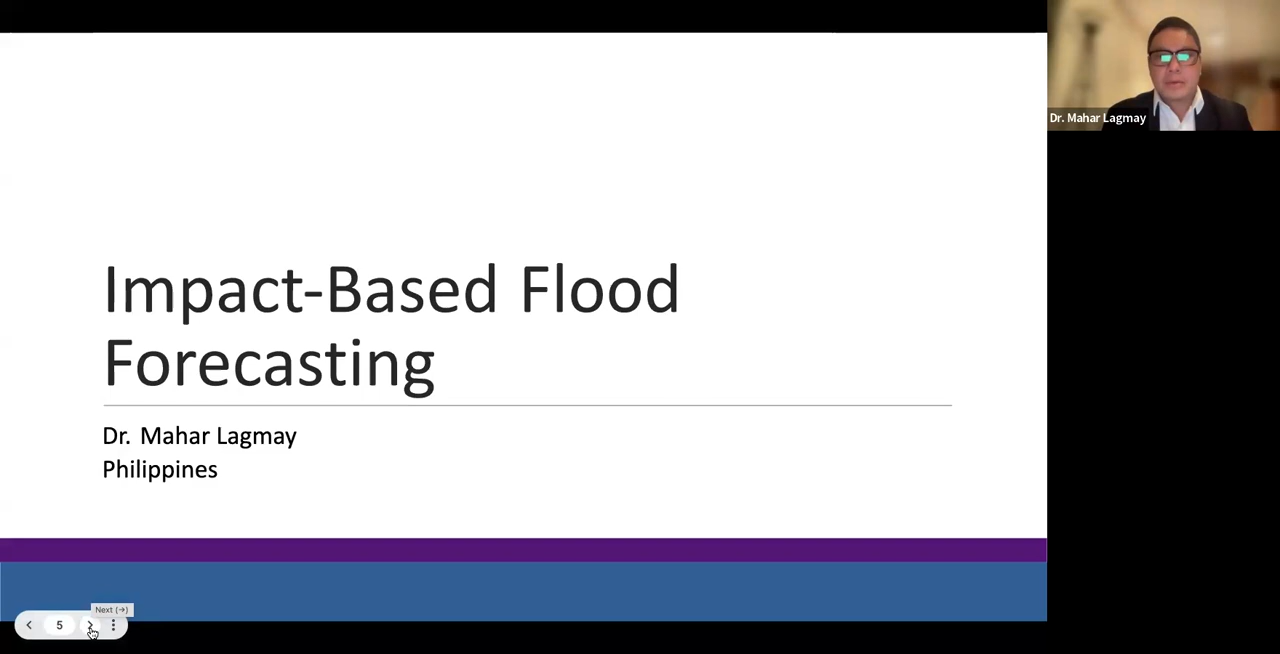 Impact-Based Flood
Forecasting
Dr. Mahar Lagmay
Philippines
Dr. Mahar Lagmay
Next (→)
5